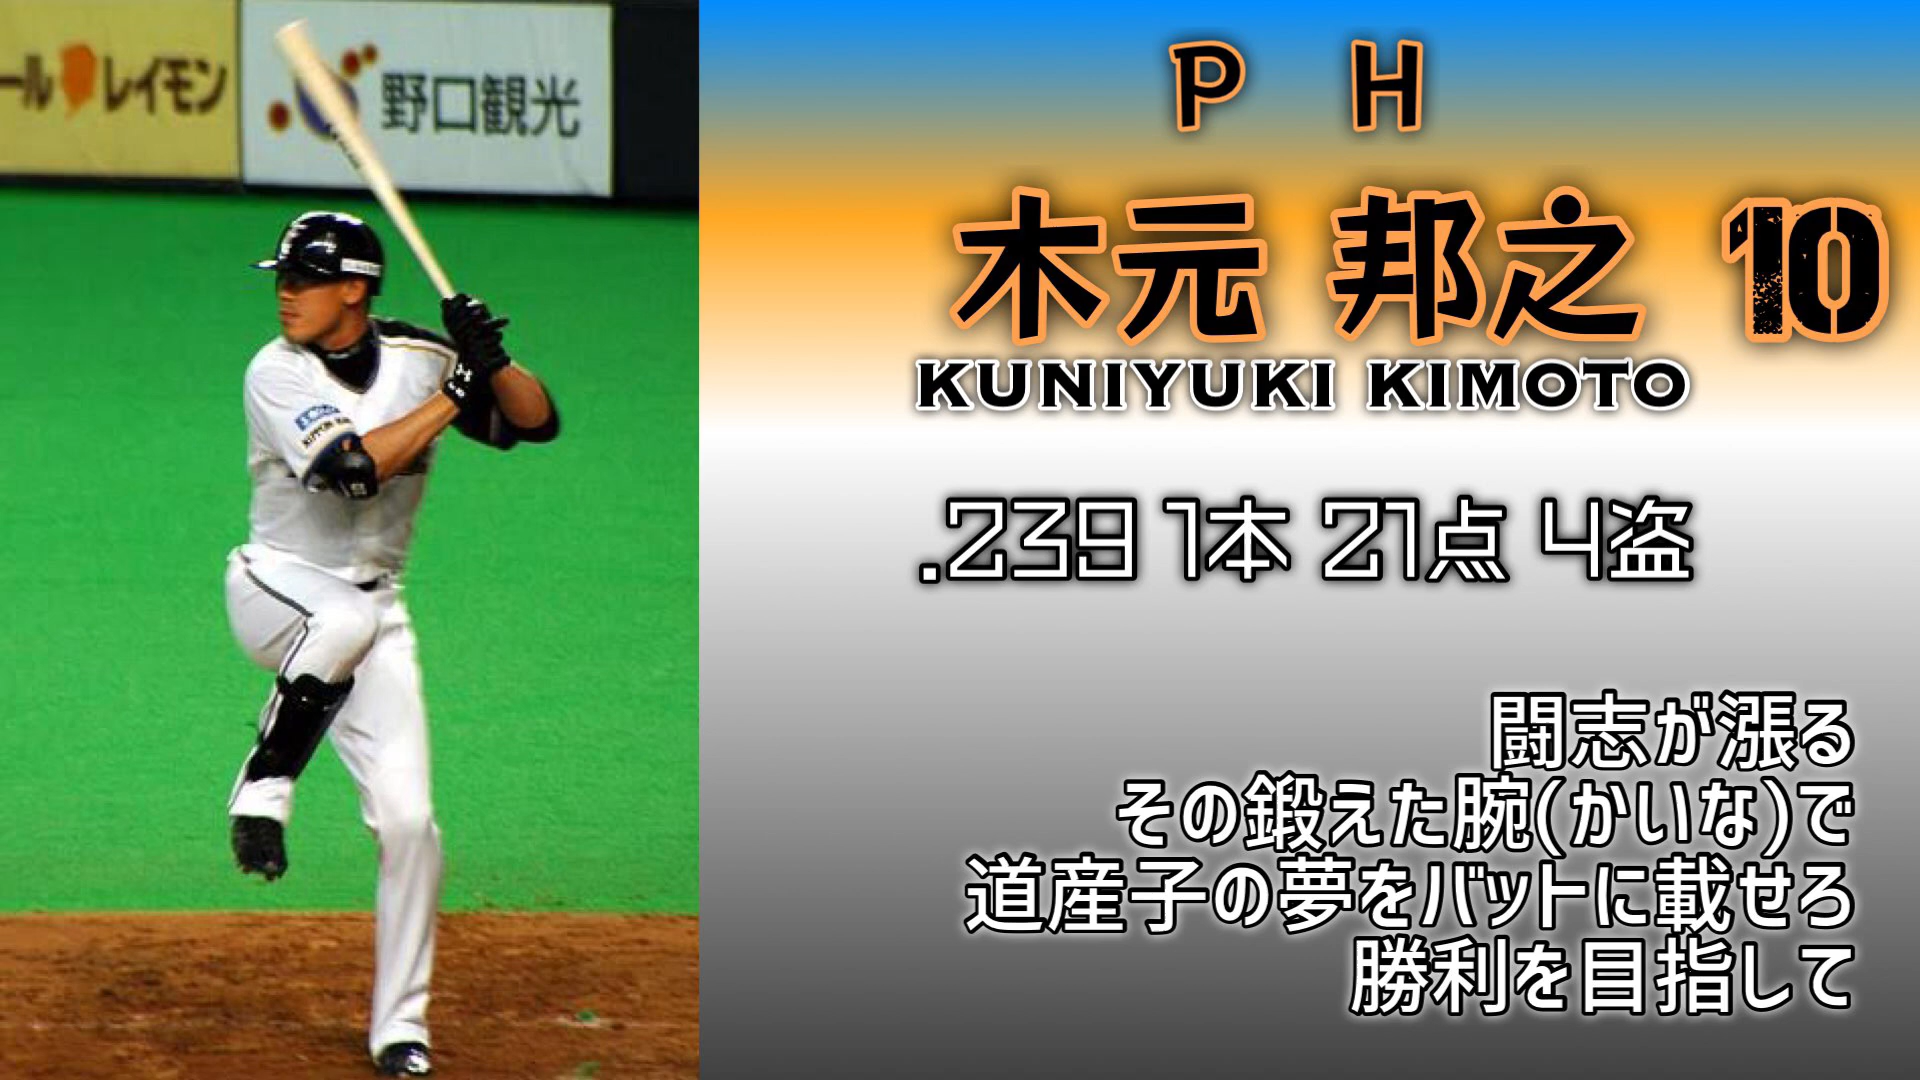 ール レイモン
野口観光
P H
木元 邦之 10
KUNIYUKI KIMOTO
.239 1本 21点 4盗
闘志が漲る
その鍛えた腕(かいな)で
道産子の夢をバットに載せろ
勝利を目指して